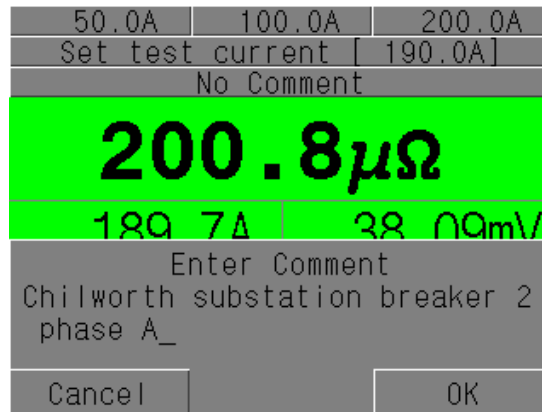 50.0A 100.0A 200.0A
Set test current [ 190.0A]
No Comment
200.8µΩ
189.7A 38.09mV
Enter Comment
Chilworth substation breaker 2
phase A_
Cancel OK